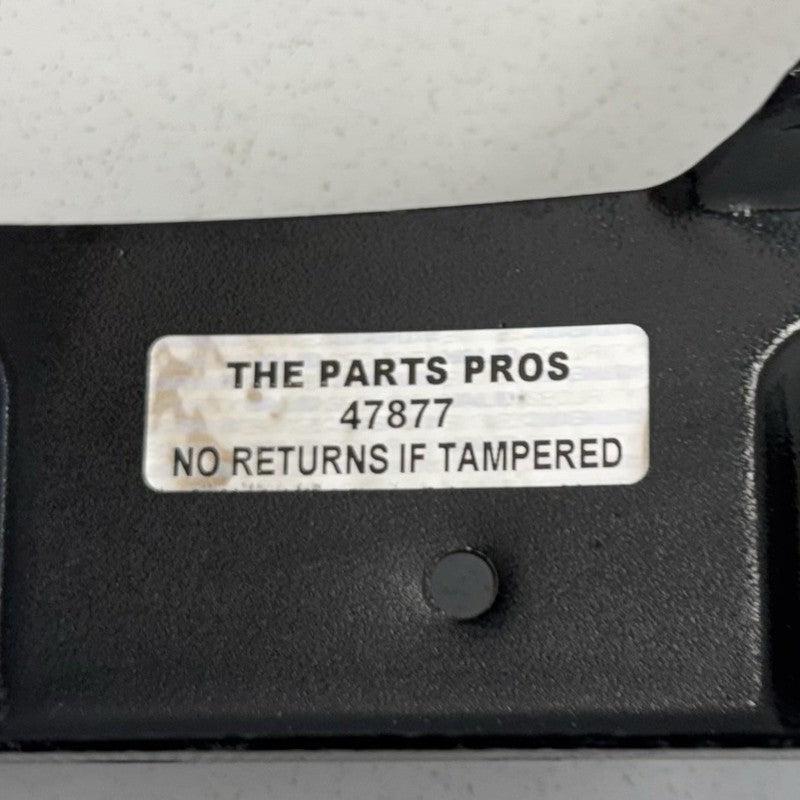 THE PARTS PROS
47877
NO RETURNS IF TAMPERED